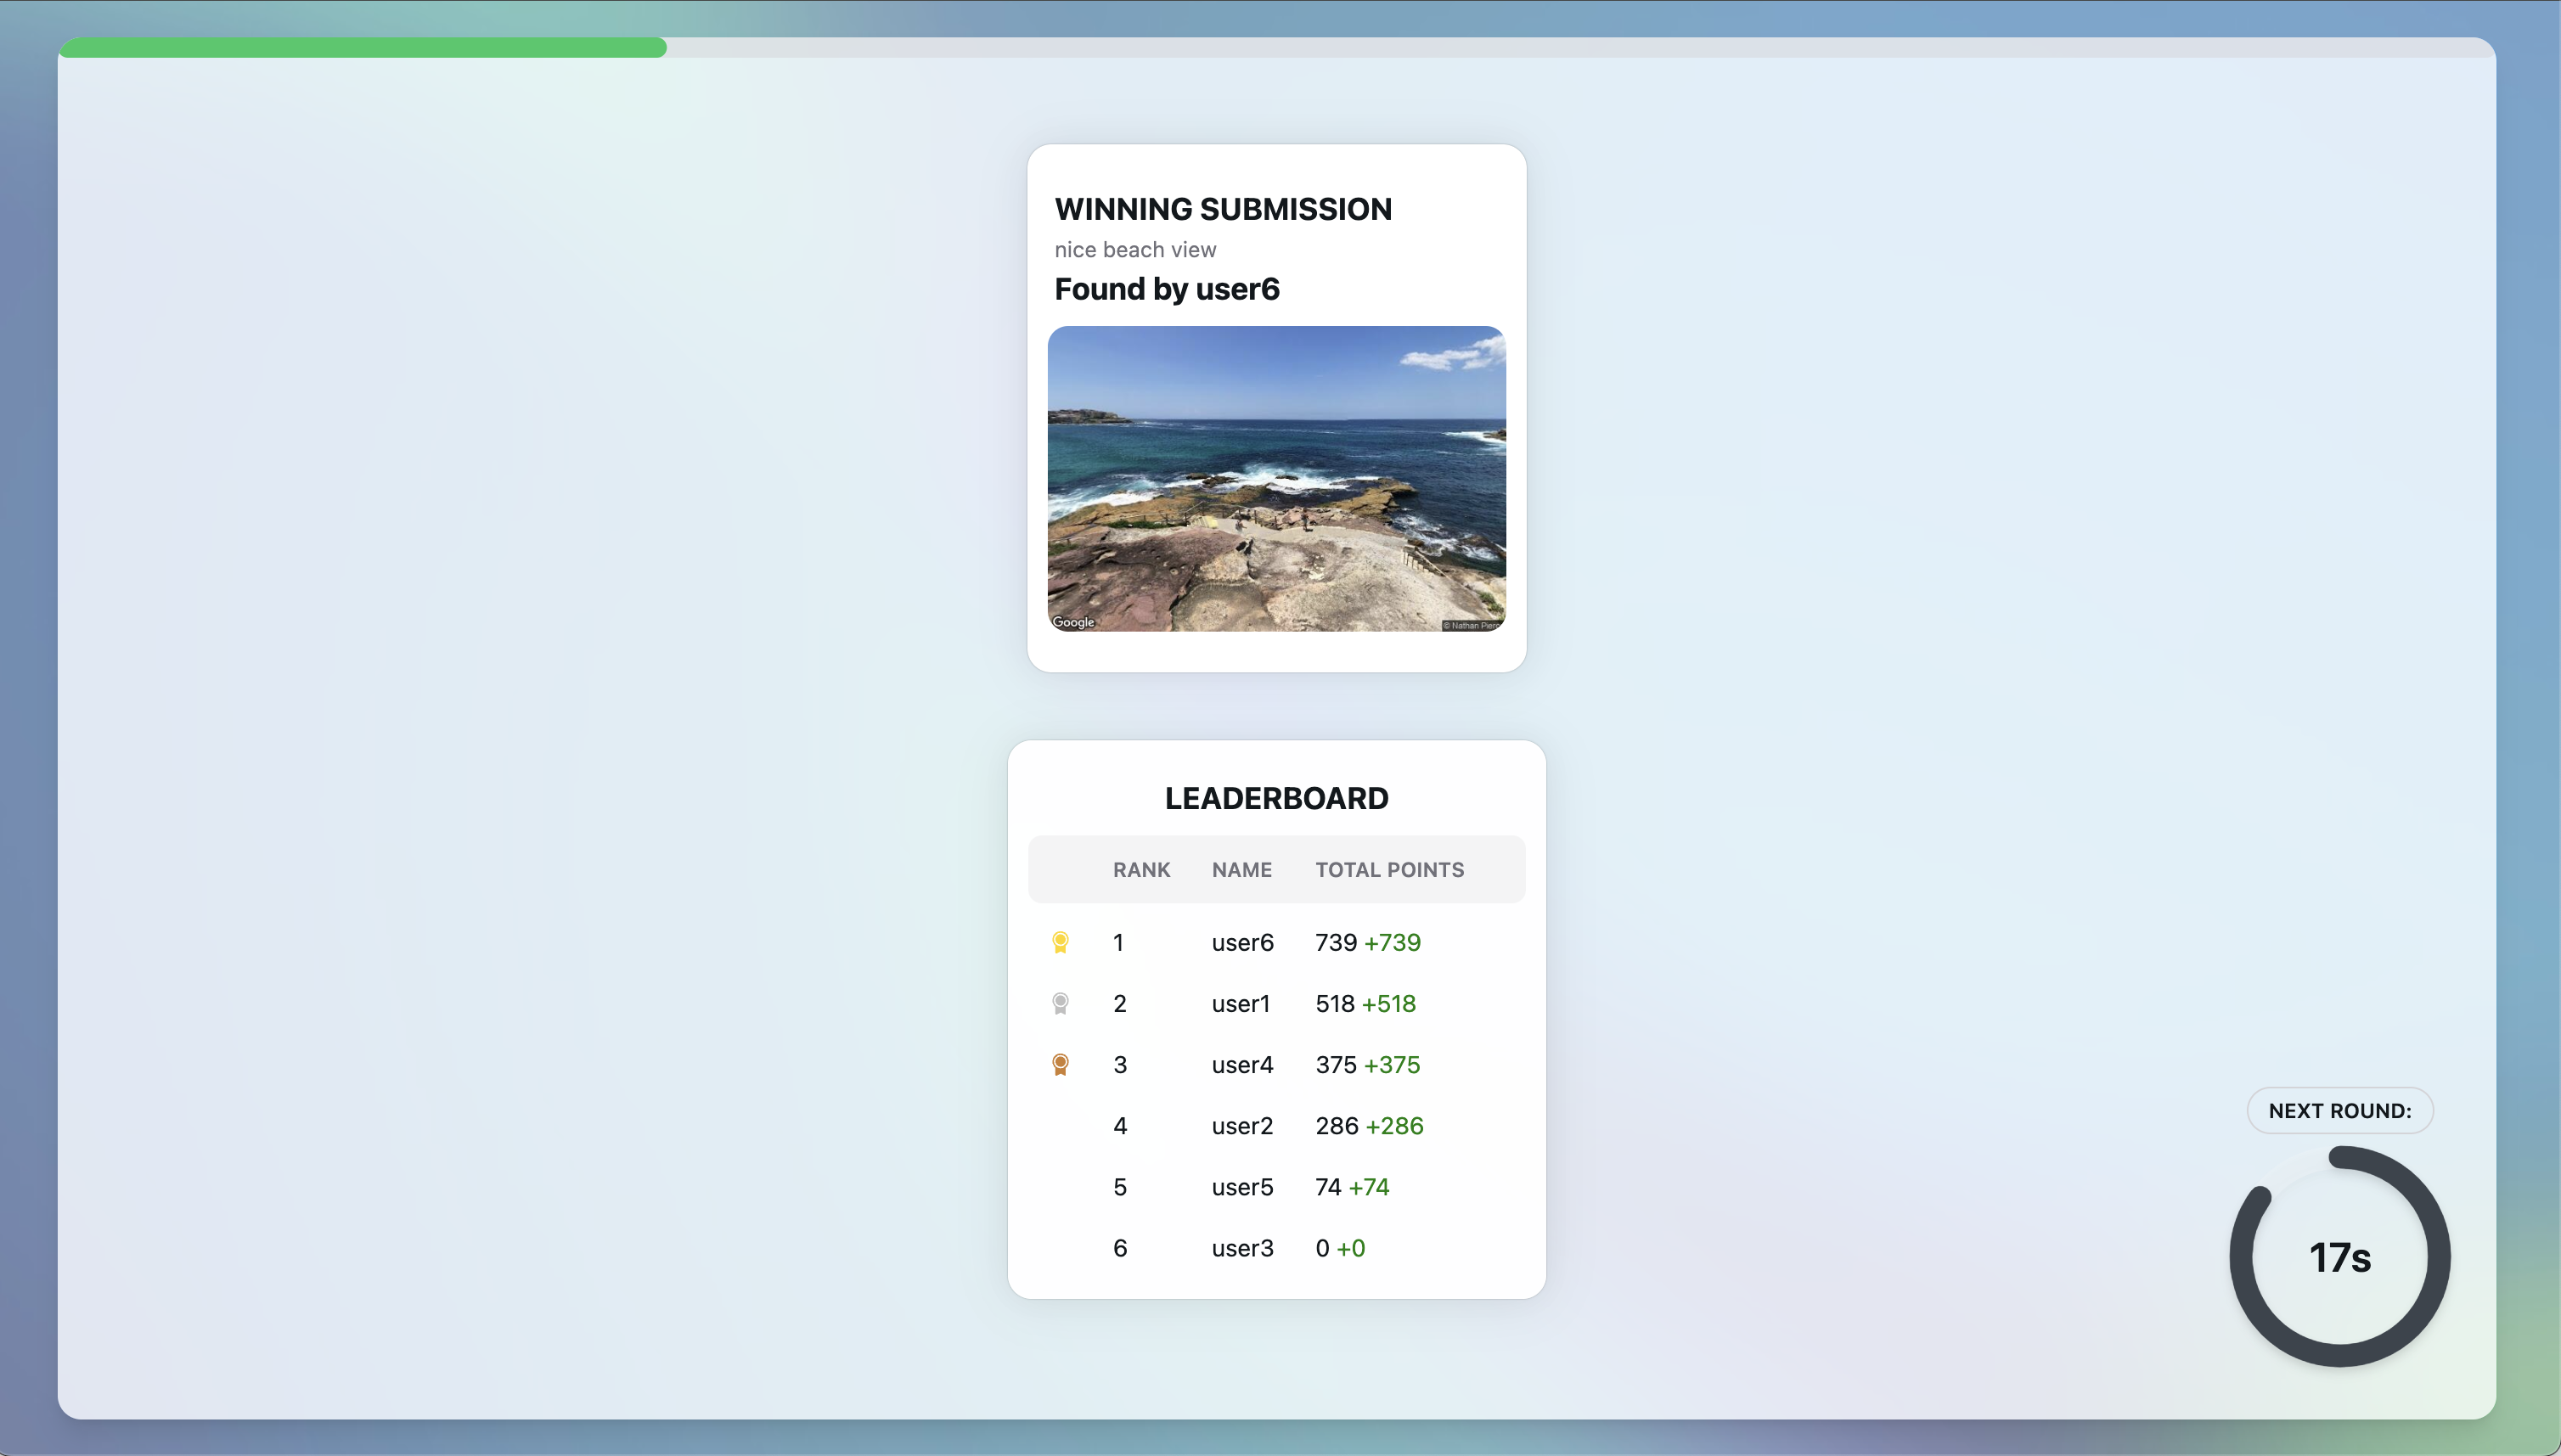 WINNING SUBMISSION
nice beach view
Found by user6
Google
© Nathan
LEADERBOARD
RANK NAME TOTAL POINTS
1 user6 739 +739
2 user1 518 +518
3 user4 375 +375
4 user2 286 +286
5 user5 74 +74
6 user3 0 +0
NEXT ROUND:
17s